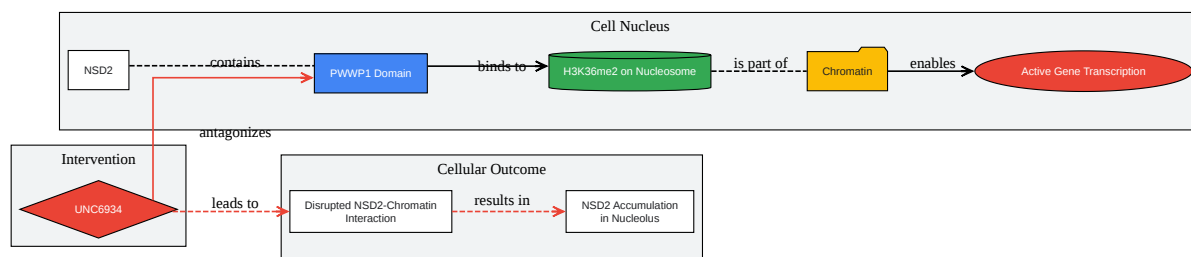 Cell Nucleus
NSD2
contains
PWWP1 Domain
binds to
H3K36me2 on Nucleosome
is part of
Chromatin
enables
Active Gene Transcription
antagonizes
Intervention
UNC6934
leads to
Cellular Outcome
Disrupted NSD2-Chromatin
Interaction
results in
NSD2 Accumulation
in Nucleolus